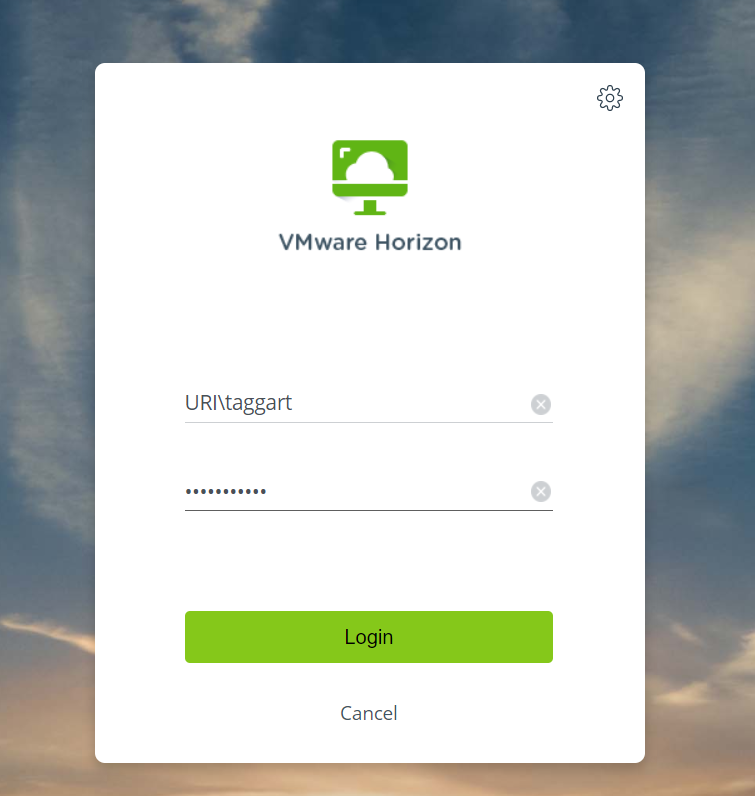 VMware Horizon
URI\taggart
•••••••••••
Login
Cancel